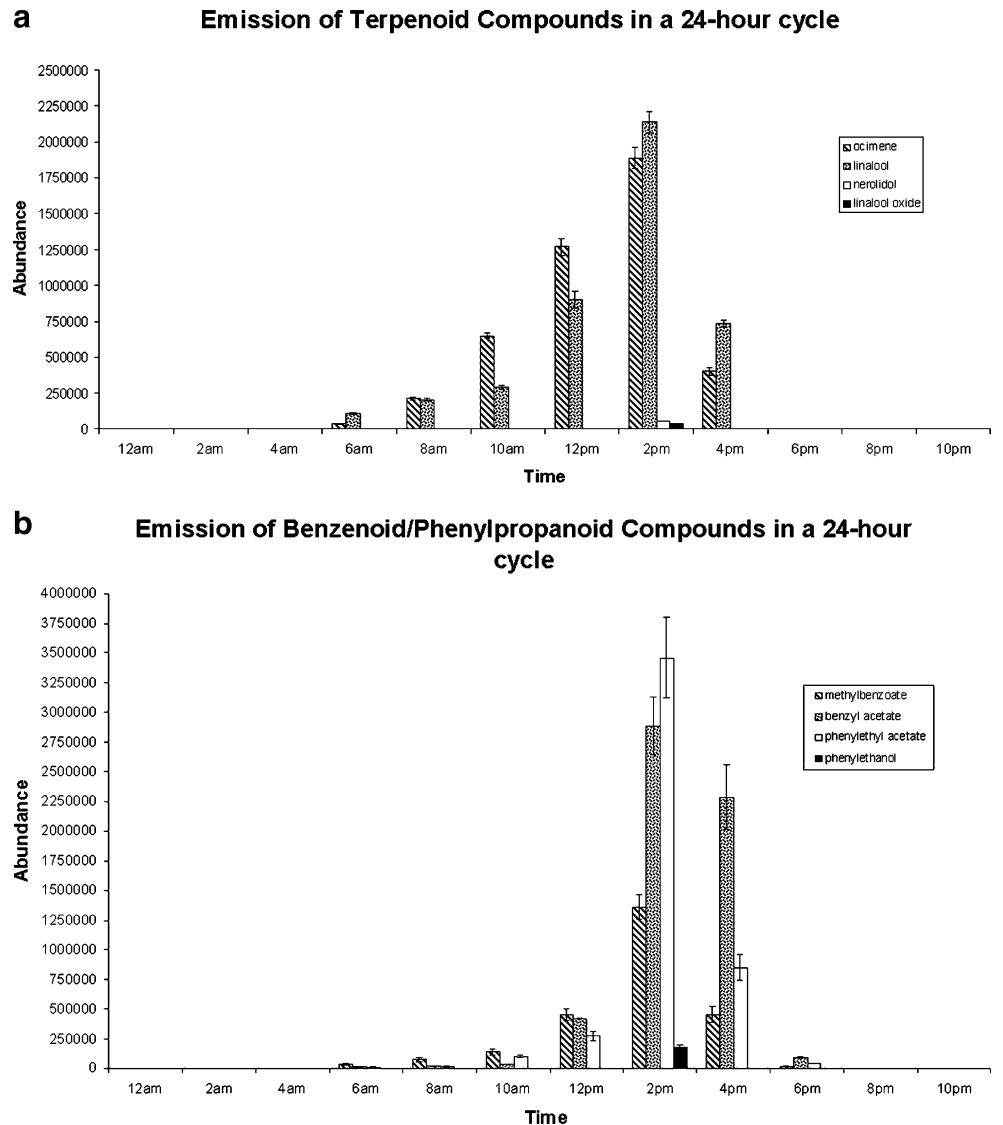 a
Emission of Terpenoid Compounds in a 24-hour cycle
2500000
2250000
2000000
1750000
1500000
1250000
1000000
750000
500000
250000
0
Abundance
ocimene
linalool
nerolidol
linalool oxide
12am 2am 4am 6am 8am 10am 12pm 2pm 4pm 6pm 8pm 10pm
Time
b
Emission of Benzenoid/Phenylpropanoid Compounds in a 24-hour
cycle
4000000
3750000
3500000
3250000
3000000
2750000
2500000
2250000
2000000
1750000
1500000
1250000
1000000
750000
500000
250000
0
Abundance
methylbenzoate
benzyl acetate
phenylethyl acetate
phenylethanol
12am 2am 4am 6am 8am 10am 12pm 2pm 4pm 6pm 8pm 10pm
Time